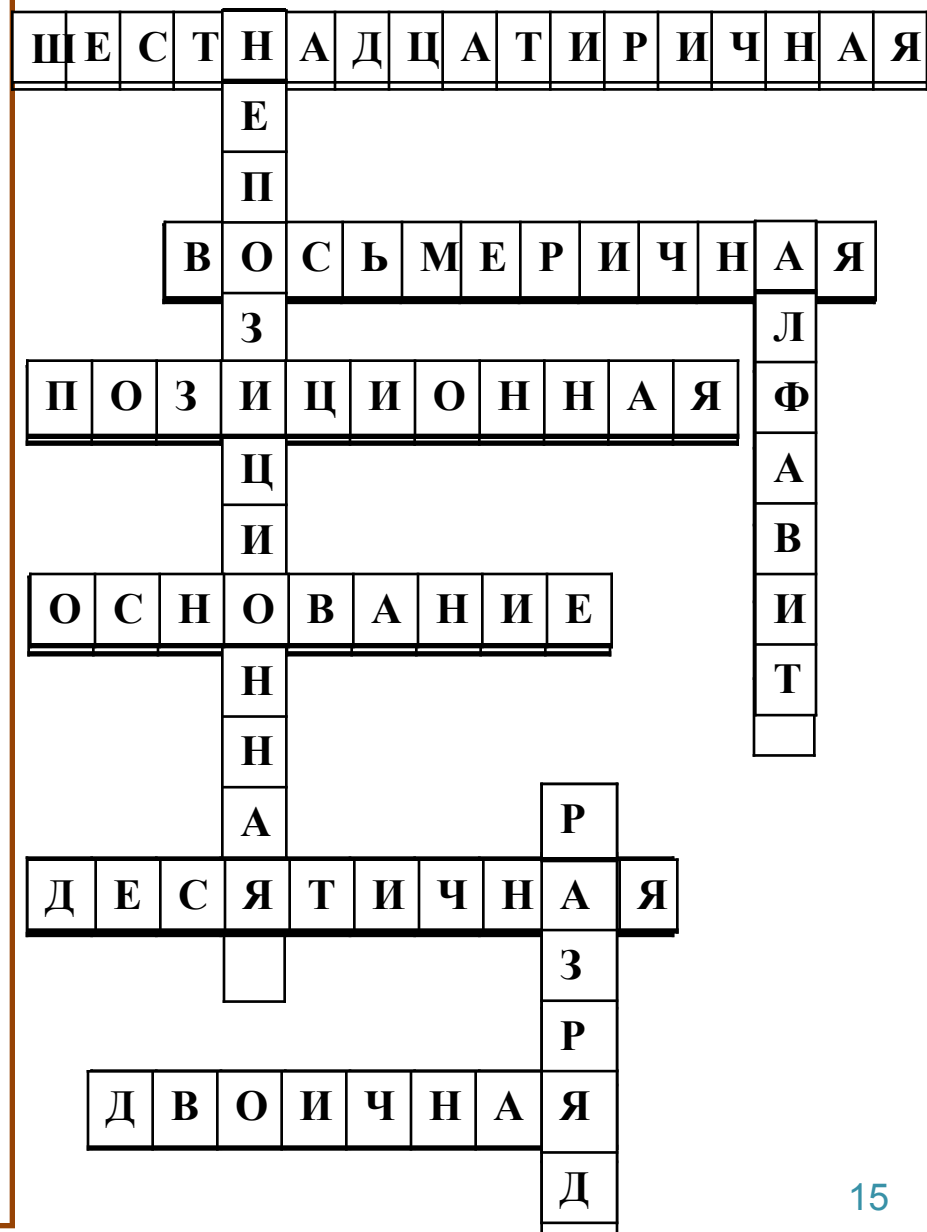 ШЕСТНАДЦАТИРИЧНАЯ
НЕПОЗИЦИОННАЯ
ВОСЬМЕРИЧНАЯ
АЛФАВИТ
ПОЗИЦИОННАЯ
ОСНОВАНИЕ
РАЗРЯД
ДЕСЯТИЧНАЯ
ДВОИЧНАЯ
15